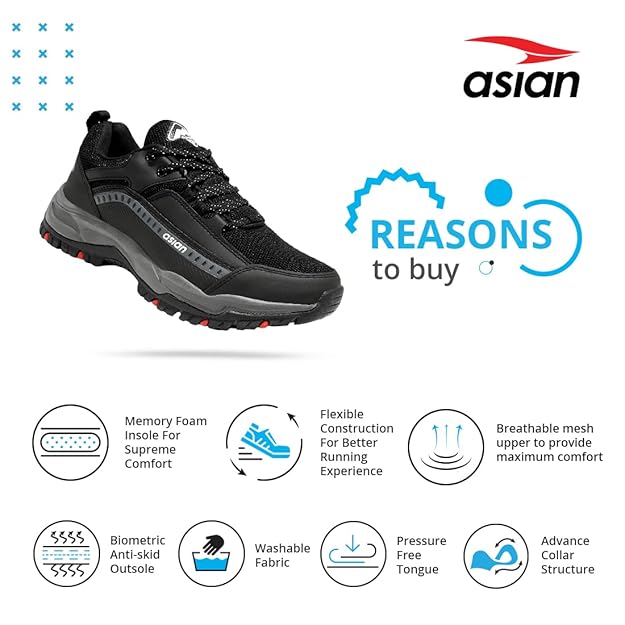 asian
asian
REASONS
to buy
Memory Foam
Insole For
Supreme
Comfort
Flexible
Construction
For Better
Running
Experience
Breathable mesh
upper to provide
maximum comfort
Biometric
Anti-skid
Outsole
Washable
Fabric
Pressure
Free
Tongue
Advance
Collar
Structure